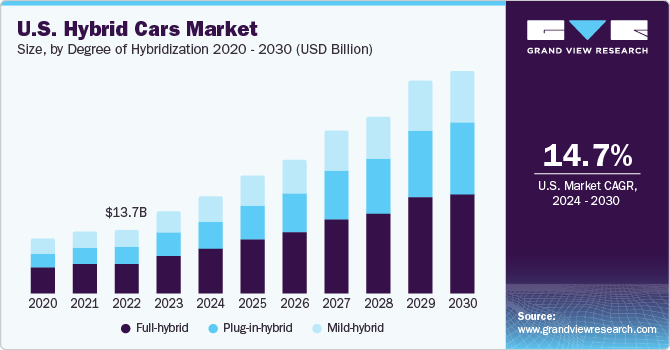 U.S. Hybrid Cars Market
Size, by Degree of Hybridization 2020 - 2030 (USD Billion)
$13.7B
2020 2021 2022 2023 2024 2025 2026 2027 2028 2029 2030
Full-hybrid Plug-in-hybrid Mild-hybrid
GRAND VIEW RESEARCH
14.7%
U.S. Market CAGR,
2024 - 2030
Source:
www.grandviewresearch.com